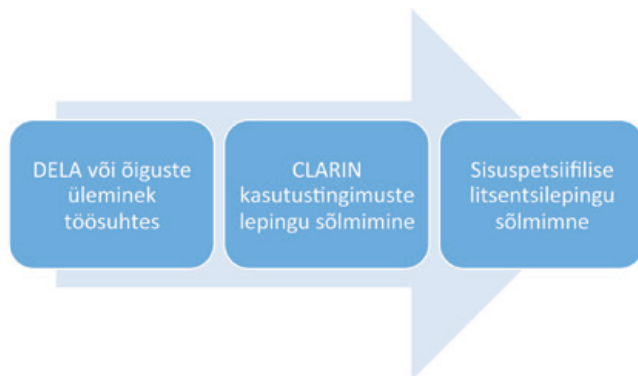 DELA või õiguste
üleminek
töösuhtes
CLARIN
kasutustingimuste
lepingu sõlmimine
Sisuspetsiifilise
litsentsilepingu
sõlmimne